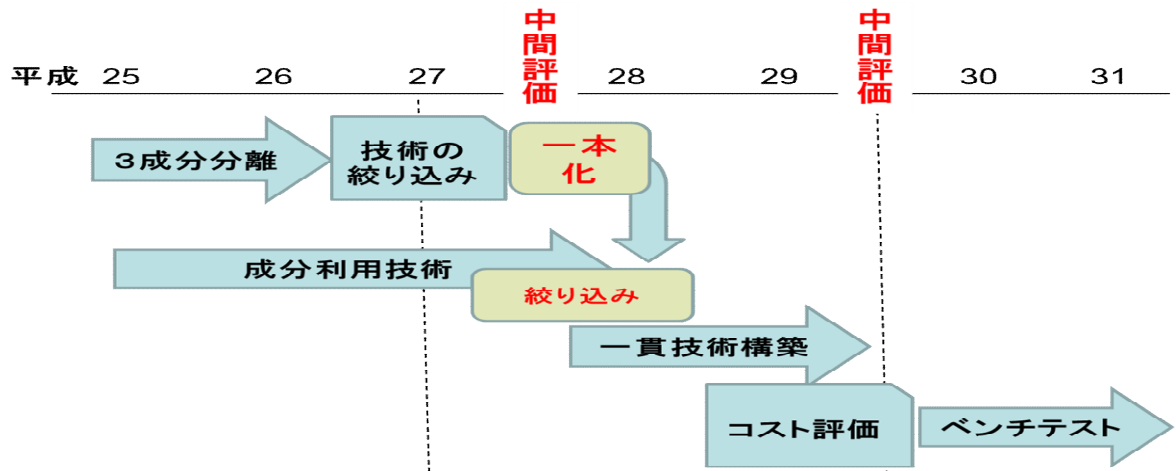 中間評価
中間評価
平成 25 26 27 28 29 30 31
3成分分離
技術の
絞り込み
一本
化
成分利用技術
絞り込み
一貫技術構築
コスト評価
ベンチテスト